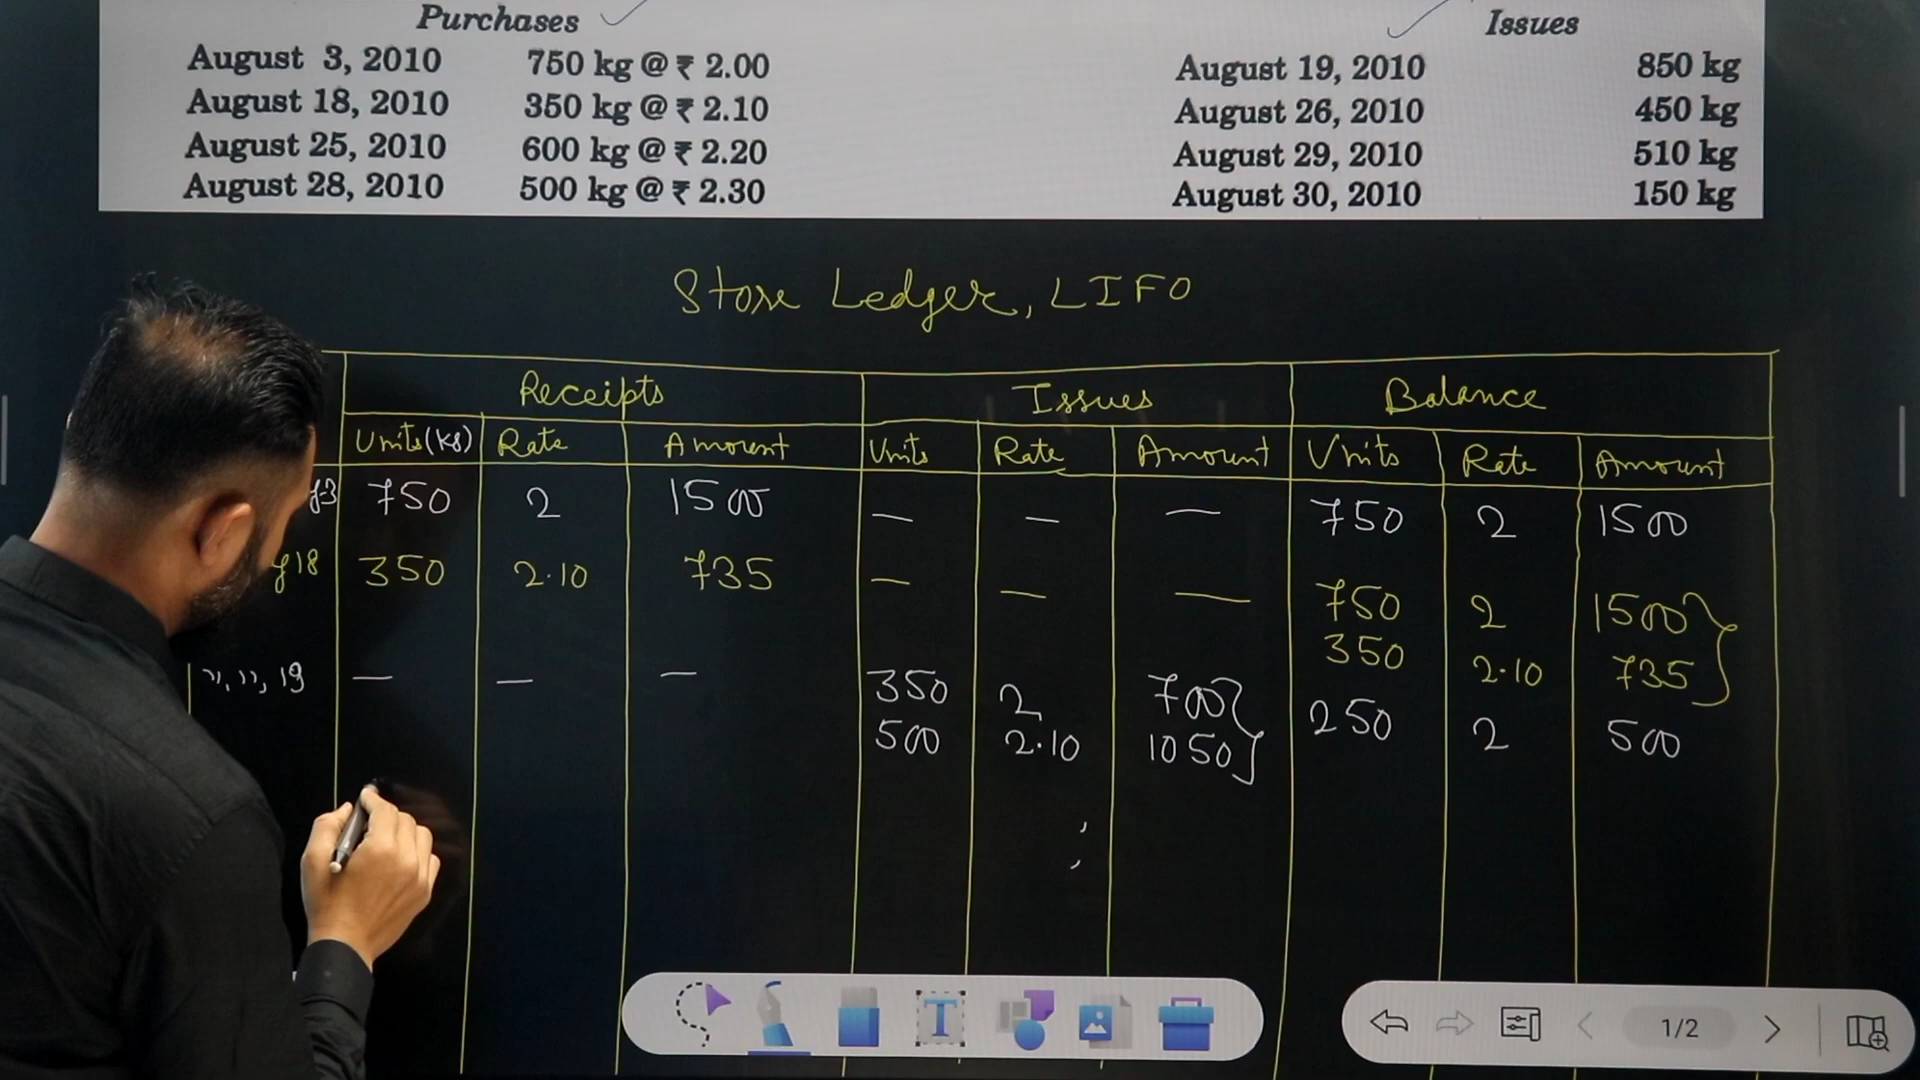 Purchases Issues
August 3, 2010 750 kg @ ₹ 2.00 August 19, 2010 850 kg
August 18, 2010 350 kg @ ₹ 2.10 August 26, 2010 450 kg
August 25, 2010 600 kg @ ₹ 2.20 August 29, 2010 510 kg
August 28, 2010 500 kg @ ₹ 2.30 August 30, 2010 150 kg
Store Ledger, LIFO
Receipts Issues Balance
Units(Kg) Rate Amount Units Rate Amount Units Rate Amount
3 750 2 1500 — — — 750 2 1500
g 18 350 2.10 735 — — — 750 2 1500
350 2.10 735
,, ,, 19 — — — 350 2 700 250 2 500
500 2.10 1050
T
1/2